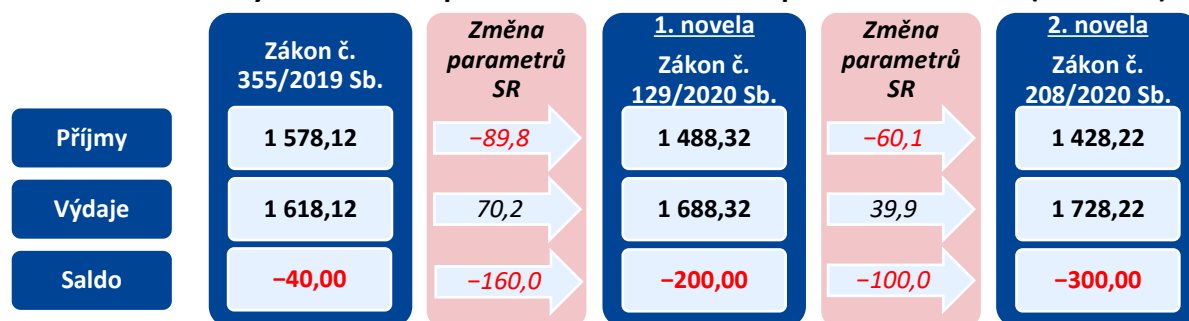 Zákon č.
355/2019 Sb.
Změna
parametrů
SR
1. novela
Zákon č.
129/2020 Sb.
Změna
parametrů
SR
2. novela
Zákon č.
208/2020 Sb.
Příjmy
1 578,12
−89,8
1 488,32
−60,1
1 428,22
Výdaje
1 618,12
70,2
1 688,32
39,9
1 728,22
Saldo
−40,00
−160,0
−200,00
−100,0
−300,00